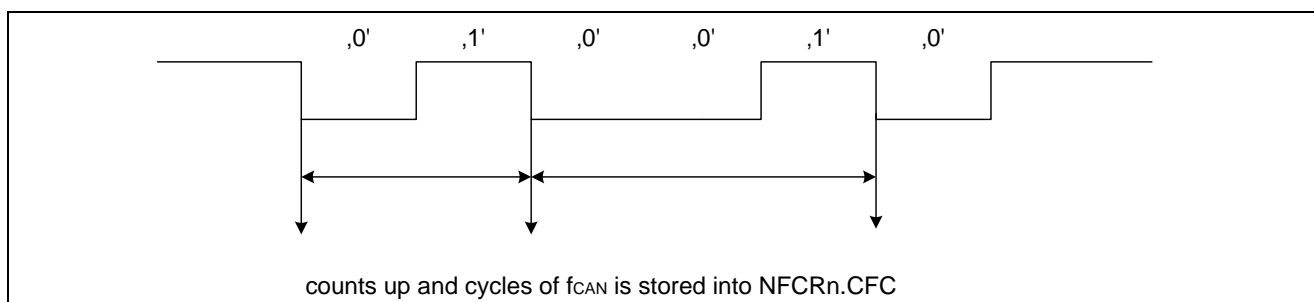 ,0' ,1' ,0' ,0' ,1' ,0'
counts up and cycles of fCAN is stored into NFCRn.CFC